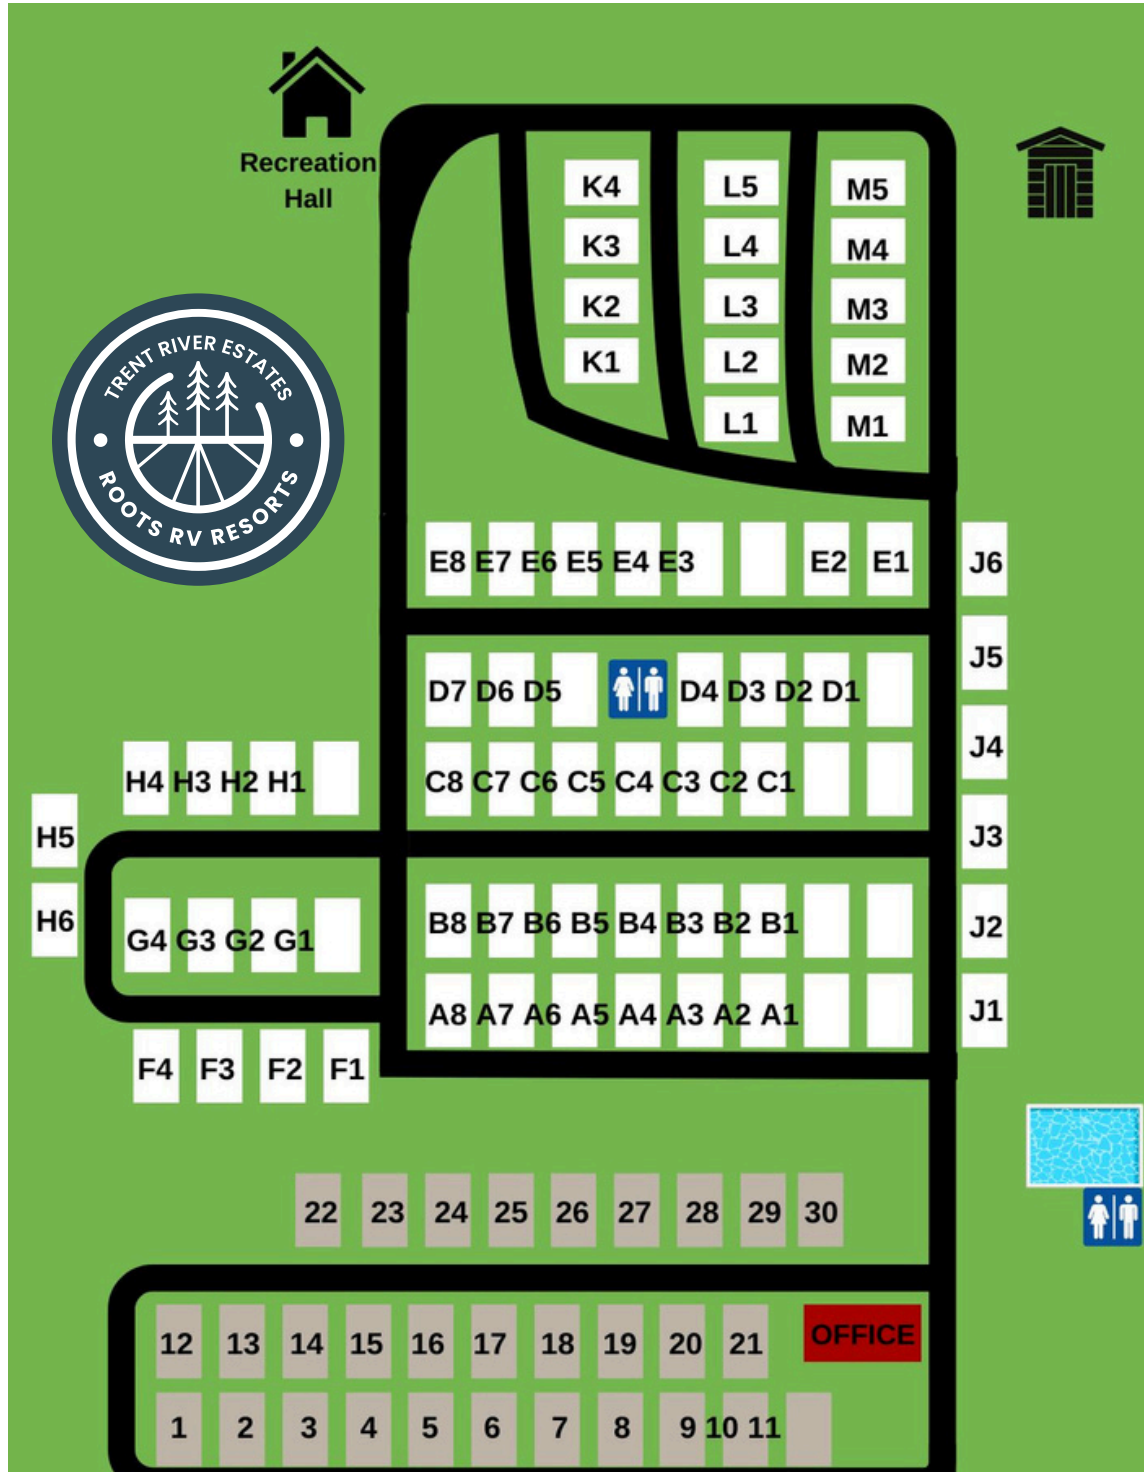 Recreation
Hall
K4 L5 M5
K3 L4 M4
K2 L3 M3
K1 L2 M2
L1 M1
TRENT RIVER ESTATES
ROOTS RV RESORTS
E8 E7 E6 E5 E4 E3 E2 E1 J6
J5
D7 D6 D5 D4 D3 D2 D1
J4
H4 H3 H2 H1 C8 C7 C6 C5 C4 C3 C2 C1
H5 J3
H6 B8 B7 B6 B5 B4 B3 B2 B1 J2
G4 G3 G2 G1
A8 A7 A6 A5 A4 A3 A2 A1 J1
F4 F3 F2 F1
22 23 24 25 26 27 28 29 30
12 13 14 15 16 17 18 19 20 21 OFFICE
1 2 3 4 5 6 7 8 9 10 11